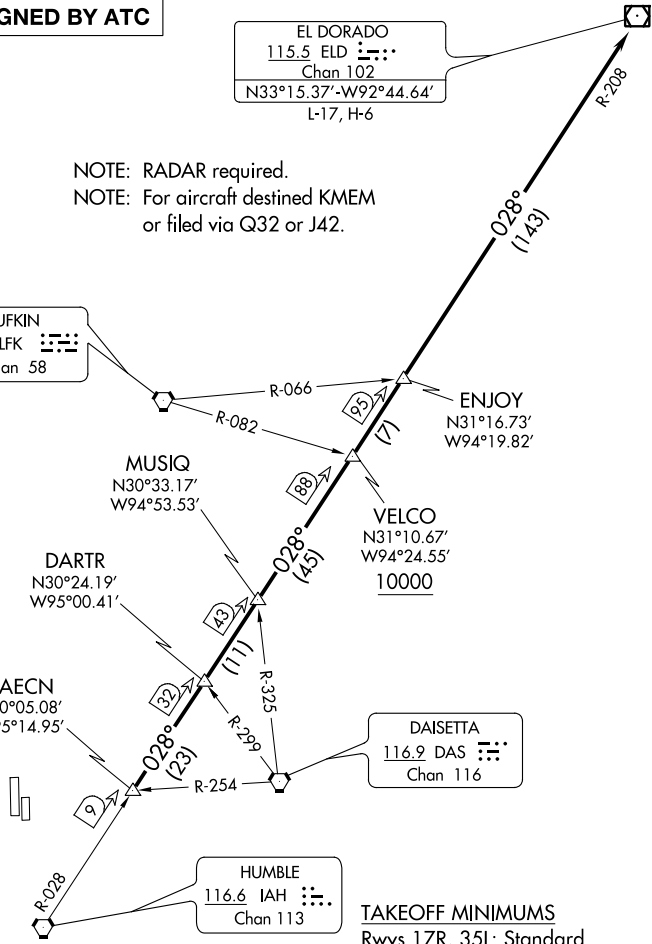 GNED BY ATC
EL DORADO
115.5 ELD
Chan 102
N33°15.37'-W92°44.64'
L-17, H-6
R-208
NOTE: RADAR required.
NOTE: For aircraft destined KMEM
or filed via Q32 or J42.
028°
(143)
UFKIN
LFK
an 58
R-066
R-082
95
(7)
ENJOY
N31°16.73'
W94°19.82'
MUSIQ
N30°33.17'
W94°53.53'
88
VELCO
N31°10.67'
W94°24.55'
10000
028°
(45)
DARTR
N30°24.19'
W95°00.41'
43
(11)
R-325
AECN
0°05.08'
5°14.95'
32
R-299
028°
(23)
R-254
DAISETTA
116.9 DAS
Chan 116
9
R-028
HUMBLE
116.6 IAH
Chan 113
TAKEOFF MINIMUMS
Rwys 17R, 35L: Standard